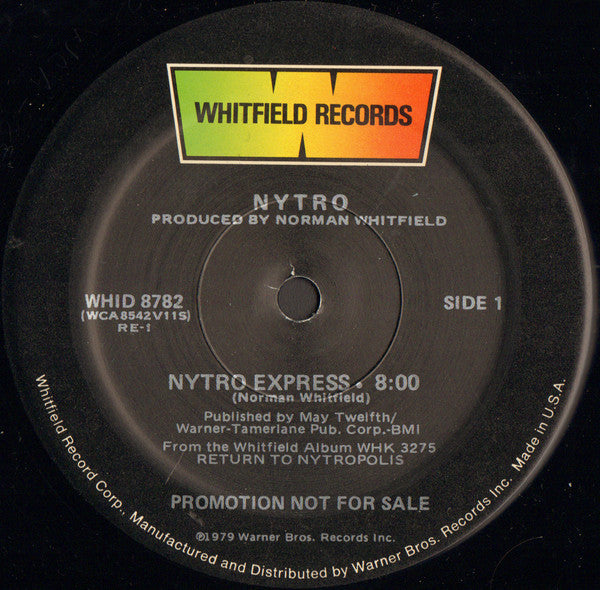 WHITFIELD RECORDS
NYTRO
PRODUCED BY NORMAN WHITFIELD
WHID 8782
(WCA8542V11S)
RE-1
SIDE 1
NYTRO EXPRESS • 8:00
(Norman Whitfield)
Published by May Twelfth/
Warner-Tamerlane Pub. Corp.-BMI
From the Whitfield Album WHK 3275
RETURN TO NYTROPOLIS
PROMOTION NOT FOR SALE
℗1979 Warner Bros. Records Inc.
Whitfield Record Corp., Manufactured and Distributed by Warner Bros. Records Inc. Made in U.S.A.